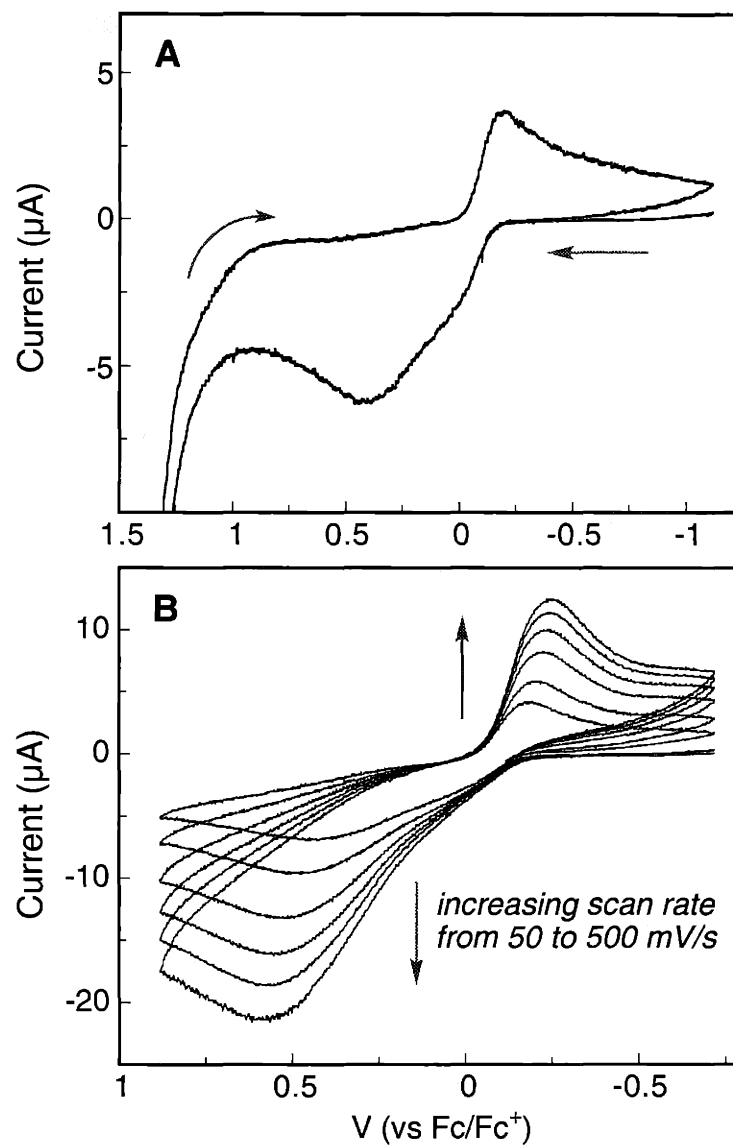 A
5
0
-5
Current (µA)
1.5 1 0.5 0 -0.5 -1
B
10
0
-10
-20
Current (µA)
increasing scan rate
from 50 to 500 mV/s
1 0.5 0 -0.5
V (vs Fc/Fc+)